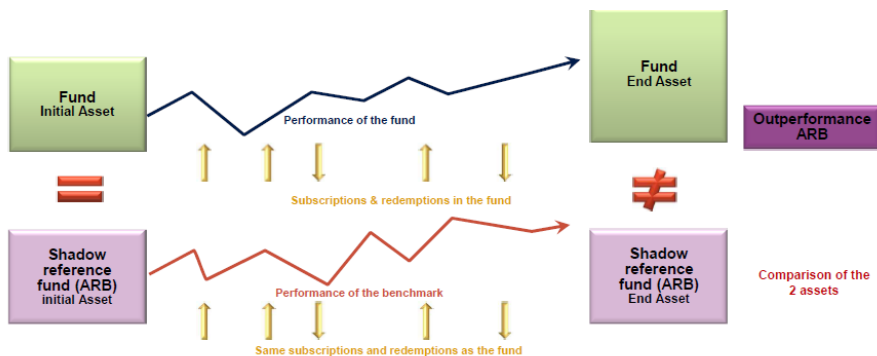 Fund
Initial Asset
Performance of the fund
Fund
End Asset
Outperformance
ARB
Subscriptions & redemptions in the fund
Shadow
reference
fund (ARB)
initial Asset
Performance of the benchmark
Shadow
reference
fund (ARB)
End Asset
Comparison of the
2 assets
Same subscriptions and redemptions as the fund